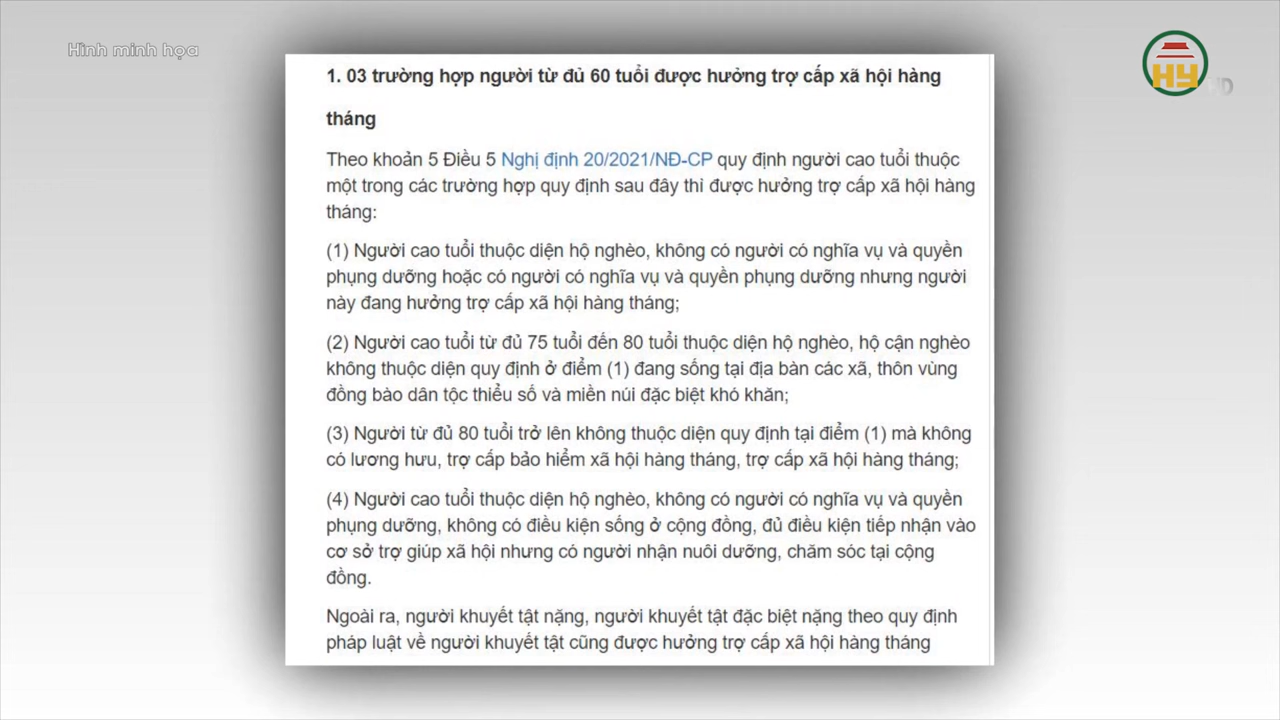 Hình minh họa
HY
HD
1. 03 trường hợp người từ đủ 60 tuổi được hưởng trợ cấp xã hội hàng
tháng
Theo khoản 5 Điều 5 Nghị định 20/2021/NĐ-CP quy định người cao tuổi thuộc
một trong các trường hợp quy định sau đây thì được hưởng trợ cấp xã hội hàng
tháng:
(1) Người cao tuổi thuộc diện hộ nghèo, không có người có nghĩa vụ và quyền
phụng dưỡng hoặc có người có nghĩa vụ và quyền phụng dưỡng nhưng người
này đang hưởng trợ cấp xã hội hàng tháng;
(2) Người cao tuổi từ đủ 75 tuổi đến 80 tuổi thuộc diện hộ nghèo, hộ cận nghèo
không thuộc diện quy định ở điểm (1) đang sống tại địa bàn các xã, thôn vùng
đồng bào dân tộc thiểu số và miền núi đặc biệt khó khăn;
(3) Người từ đủ 80 tuổi trở lên không thuộc diện quy định tại điểm (1) mà không
có lương hưu, trợ cấp bảo hiểm xã hội hàng tháng, trợ cấp xã hội hàng tháng;
(4) Người cao tuổi thuộc diện hộ nghèo, không có người có nghĩa vụ và quyền
phụng dưỡng, không có điều kiện sống ở cộng đồng, đủ điều kiện tiếp nhận vào
cơ sở trợ giúp xã hội nhưng có người nhận nuôi dưỡng, chăm sóc tại cộng
đồng.
Ngoài ra, người khuyết tật nặng, người khuyết tật đặc biệt nặng theo quy định
pháp luật về người khuyết tật cũng được hưởng trợ cấp xã hội hàng tháng